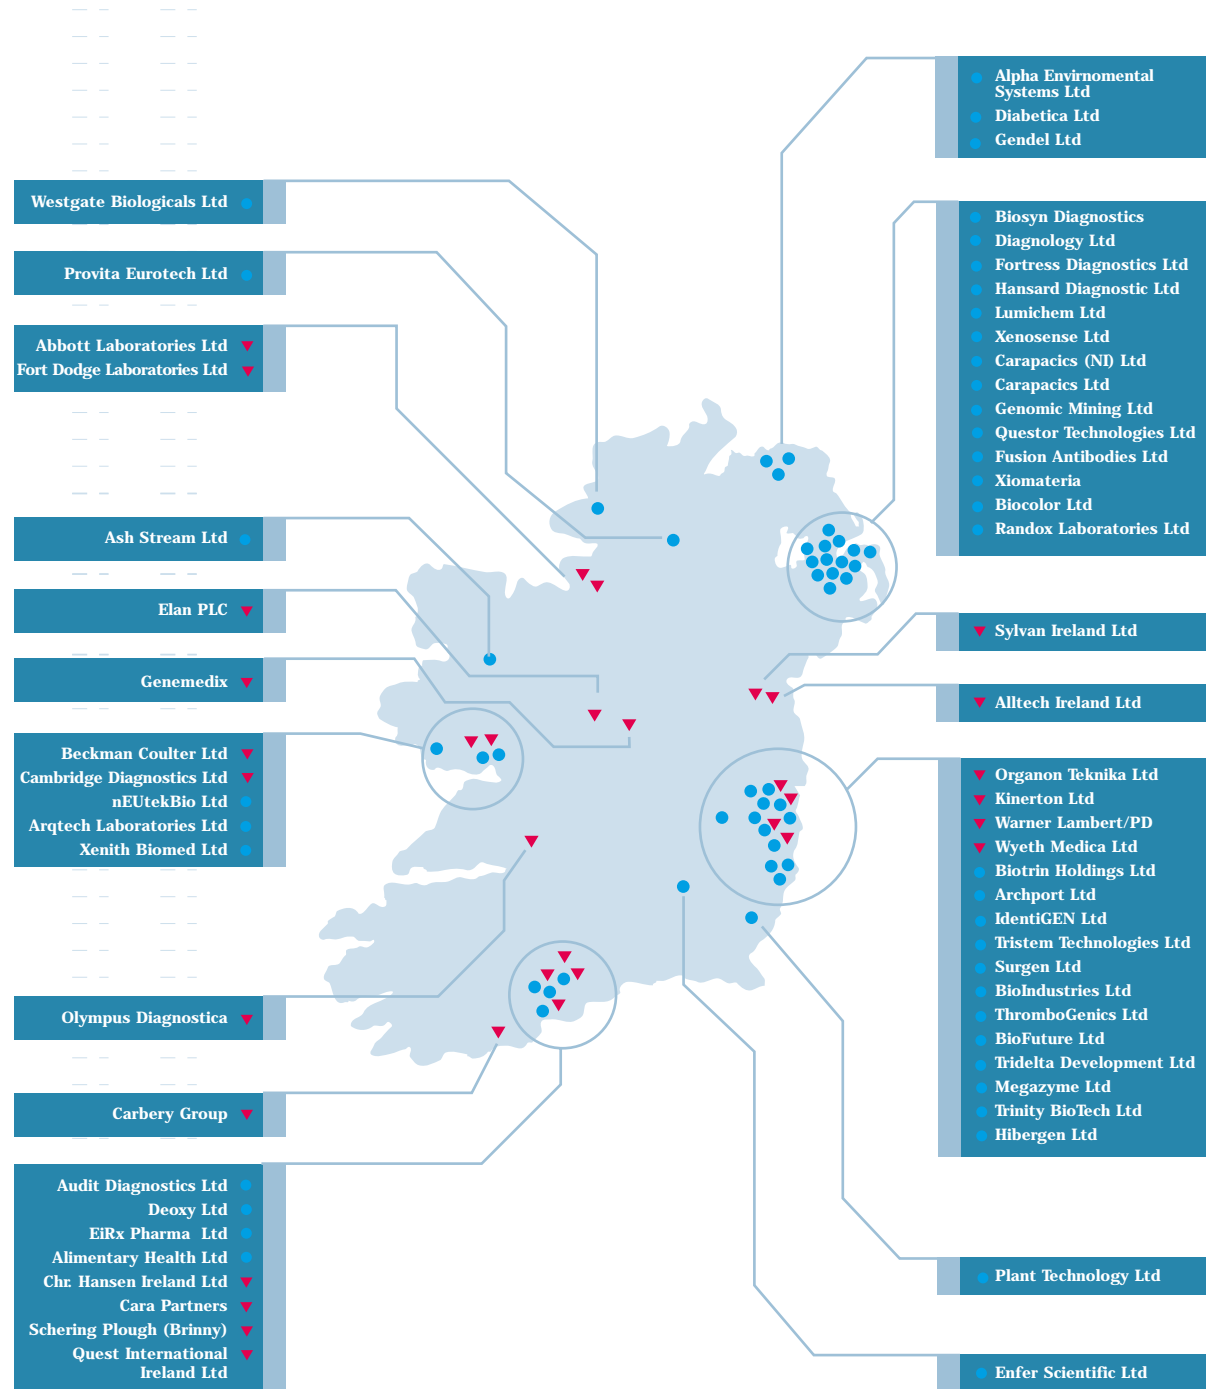 Westgate Biologicals Ltd
Provita Eurotech Ltd
Abbott Laboratories Ltd
Fort Dodge Laboratories Ltd
Ash Stream Ltd
Elan PLC
Genemedix
Beckman Coulter Ltd
Cambridge Diagnostics Ltd
nEUtekBio Ltd
Arqtech Laboratories Ltd
Xenith Biomed Ltd
Olympus Diagnostica
Carbery Group
Audit Diagnostics Ltd
Deoxy Ltd
EiRx Pharma Ltd
Alimentary Health Ltd
Chr. Hansen Ireland Ltd
Cara Partners
Schering Plough (Brinny)
Quest International
Ireland Ltd
Alpha Envirnomental
Systems Ltd
Diabetica Ltd
Gendel Ltd
Biosyn Diagnostics
Diagnology Ltd
Fortress Diagnostics Ltd
Hansard Diagnostic Ltd
Lumichem Ltd
Xenosense Ltd
Carapacics (NI) Ltd
Carapacics Ltd
Genomic Mining Ltd
Questor Technologies Ltd
Fusion Antibodies Ltd
Xiomateria
Biocolor Ltd
Randox Laboratories Ltd
Sylvan Ireland Ltd
Alltech Ireland Ltd
Organon Teknika Ltd
Kinerton Ltd
Warner Lambert/PD
Wyeth Medica Ltd
Biotrin Holdings Ltd
Archport Ltd
IdentiGEN Ltd
Tristem Technologies Ltd
Surgen Ltd
BioIndustries Ltd
ThromboGenics Ltd
BioFuture Ltd
Tridelta Development Ltd
Megazyme Ltd
Trinity BioTech Ltd
Hibergen Ltd
Plant Technology Ltd
Enfer Scientific Ltd